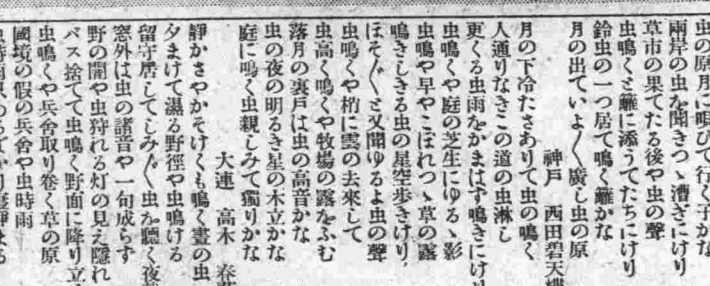 虫の原月に唄ひて行く子かな
兩岸の虫を聞きつゝ漕ぎにけり
草市の果てたる後や虫の聲
虫鳴くと籬に添うてたちにけり
鈴虫の一つ居て鳴く籬かな
月の出ていよ〳〵廣し虫の原
神戸 西田碧天
月の下冷たさありて虫の鳴く
人通りなきこの道の虫淋し
更くる虫雨をかまはず鳴きにけり
虫鳴くや庭の芝生にゆるゝ影
虫鳴や早やこぼれつゝ草の露
鳴きしきる虫の星空歩きけり
ほそ〴〵と又聞ゆるよ虫の聲
虫鳴くや梢に雲の去來して
虫高く鳴くや牧場の露をふむ
落月の裏戸は虫の高音かな
虫の夜の明るき星の木立かな
庭に鳴く虫親しみて獨りかな
大連 高木 春
靜かさやかそけくも鳴く晝の虫
夕まけて濕る野徑や虫鳴ける
留守居してしみ〴〵虫を聽く夜
窓外は虫の諸音や一句成らず
野の闇や虫狩れる灯の見え隠れ
バス捨てて虫鳴く野面に降り立
虫鳴くや兵舍取り卷く草の原
國境の假の兵舍や虫時雨